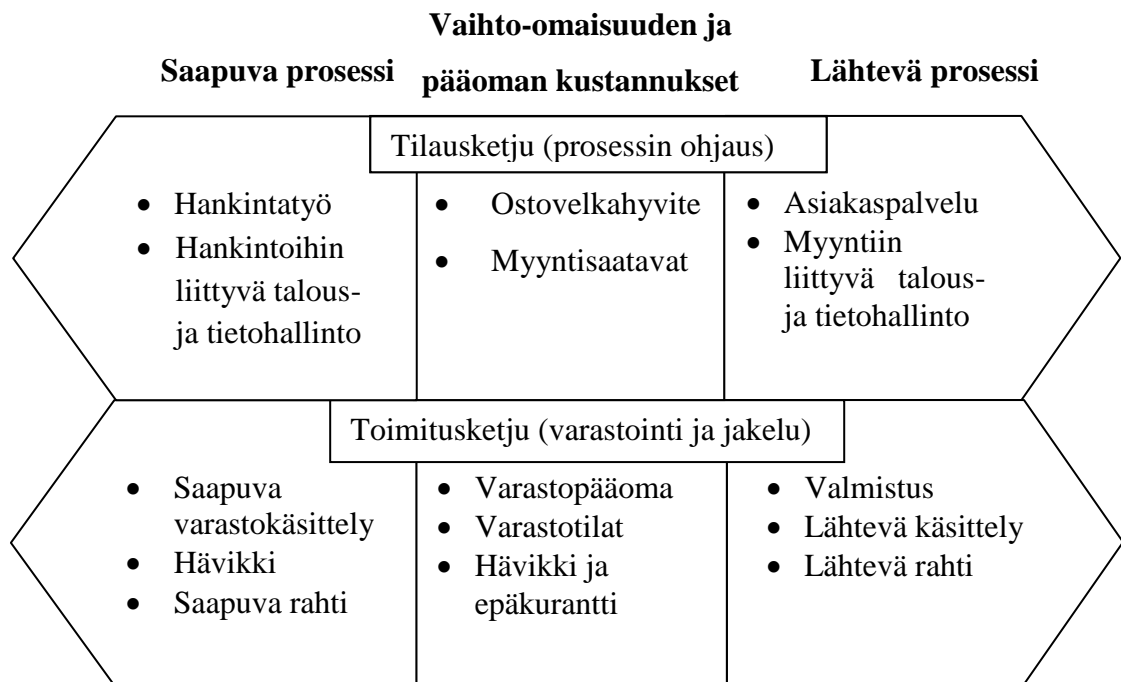 Vaihto-omaisuuden ja
pääoman kustannukset
Saapuva prosessi
Lähtevä prosessi
Tilausketju (prosessin ohjaus)
• Hankintatyö
• Hankintoihin
liittyvä talous-
ja tietohallinto
• Ostovelkahyvite
• Myyntisaatavat
• Asiakaspalvelu
• Myyntiin
liittyvä talous-
ja tietohallinto
Toimitusketju (varastointi ja jakelu)
• Saapuva
varastokäsittely
• Hävikki
• Saapuva rahti
• Varastopääoma
• Varastotilat
• Hävikki ja
epäkurantti
• Valmistus
• Lähtevä käsittely
• Lähtevä rahti